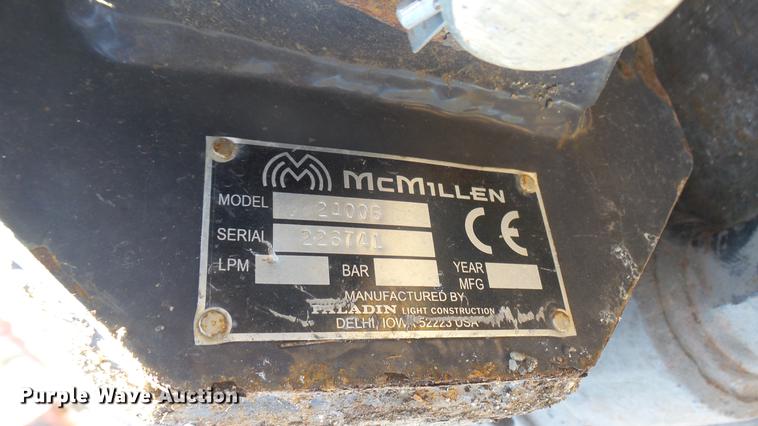 McMILLEN
MODEL
SERIAL 226741
LPM BAR YEAR MFG
CE
MANUFACTURED BY
PALADIN LIGHT CONSTRUCTION
DELHI, IOWA 52223 USA
Purple Wave Auction